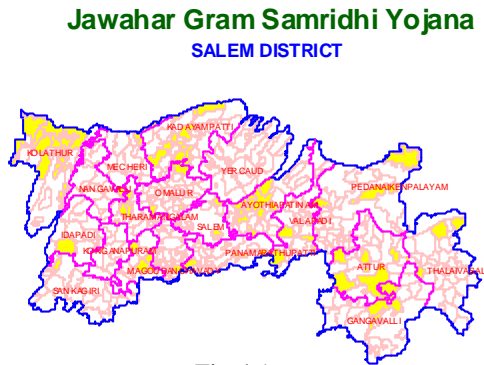 Jawahar Gram Samridhi Yojana
SALEM DISTRICT
KADAYAMPATTI
KOLATHUR
MECHERI
YERCAUD
NANGAVALLI
OMALUR
PEDANAIKENPALAYAM
AYOTHIAPATINAM
THARAMANGALAM
VALAPADI
SALEM
IDAPADI
KONGANAPURAM
PANAMARATHUPATTI
ATTUR
THALAIVASAL
SANKAGIRI
GANGAVALLI